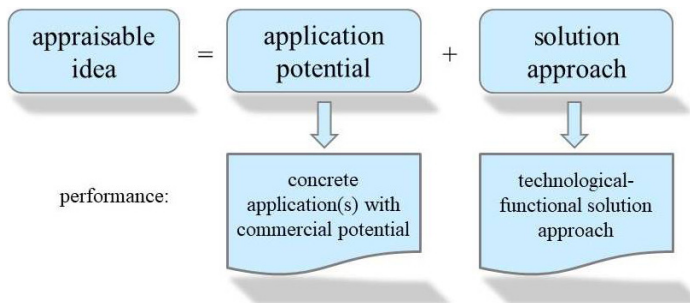 appraisable
idea
=
application
potential
+
solution
approach
performance:
concrete
application(s) with
commercial potential
technological-
functional solution
approach